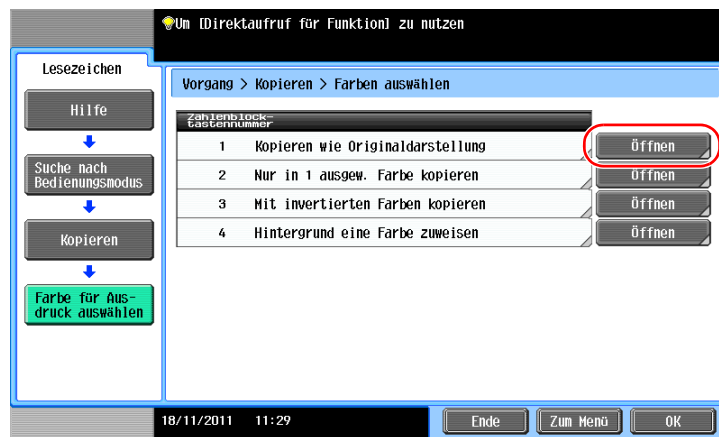 Um [Direktaufruf für Funktion] zu nutzen
Lesezeichen
Hilfe
Suche nach
Bedienungsmodus
Kopieren
Farbe für Aus-
druck auswählen
Vorgang > Kopieren > Farben auswählen
Zahlenblock-
tastennummer
1 Kopieren wie Originaldarstellung Öffnen
2 Nur in 1 ausgew. Farbe kopieren Öffnen
3 Mit invertierten Farben kopieren Öffnen
4 Hintergrund eine Farbe zuweisen Öffnen
18/11/2011 11:29 Ende Zum Menü OK